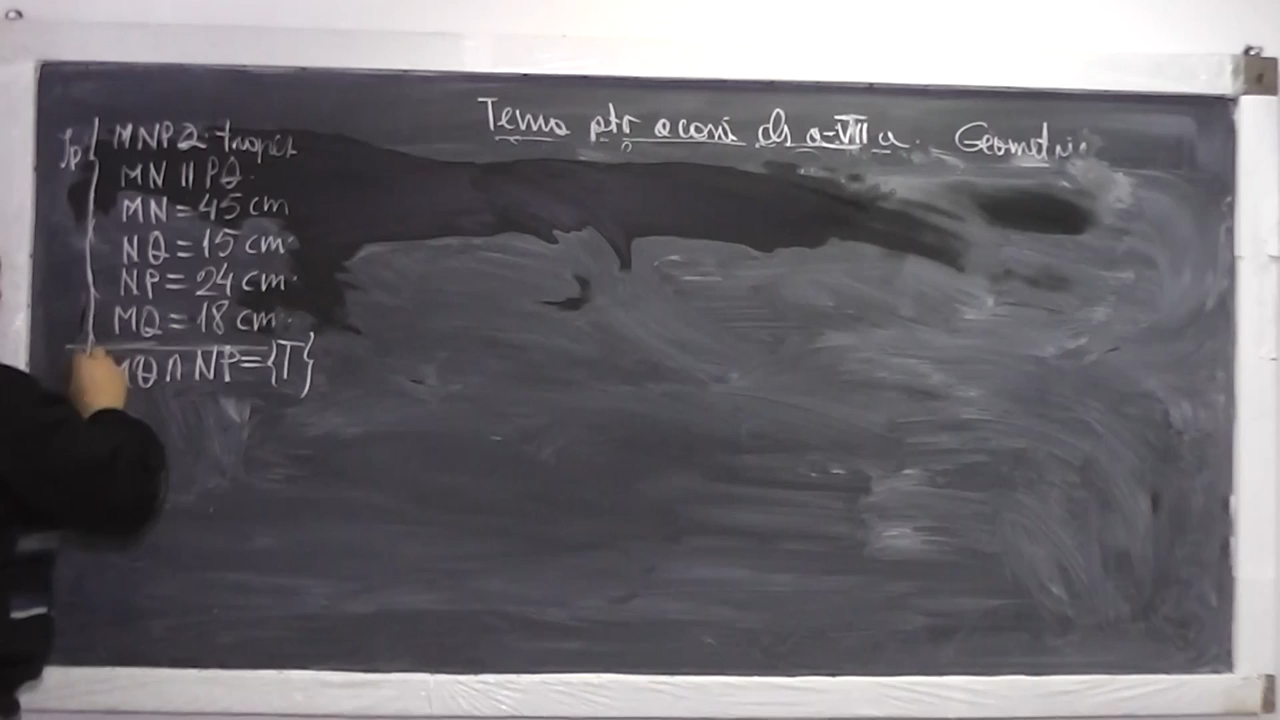 Tema ptr acasă cls a-VII a. Geometrie
Ip MNPQ - trapez
MN || PQ.
MN = 45 cm
NQ = 15 cm.
NP = 24 cm.
MQ = 18 cm.
MQ ∩ NP = {T}